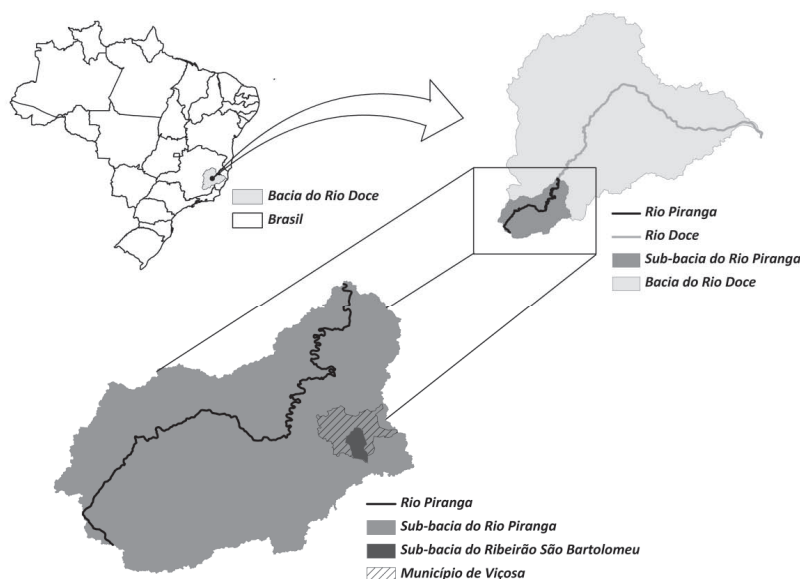 Bacia do Rio Doce
Brasil
Rio Piranga
Rio Doce
Sub-bacia do Rio Piranga
Bacia do Rio Doce
Rio Piranga
Sub-bacia do Rio Piranga
Sub-bacia do Ribeirão São Bartolomeu
Município de Viçosa